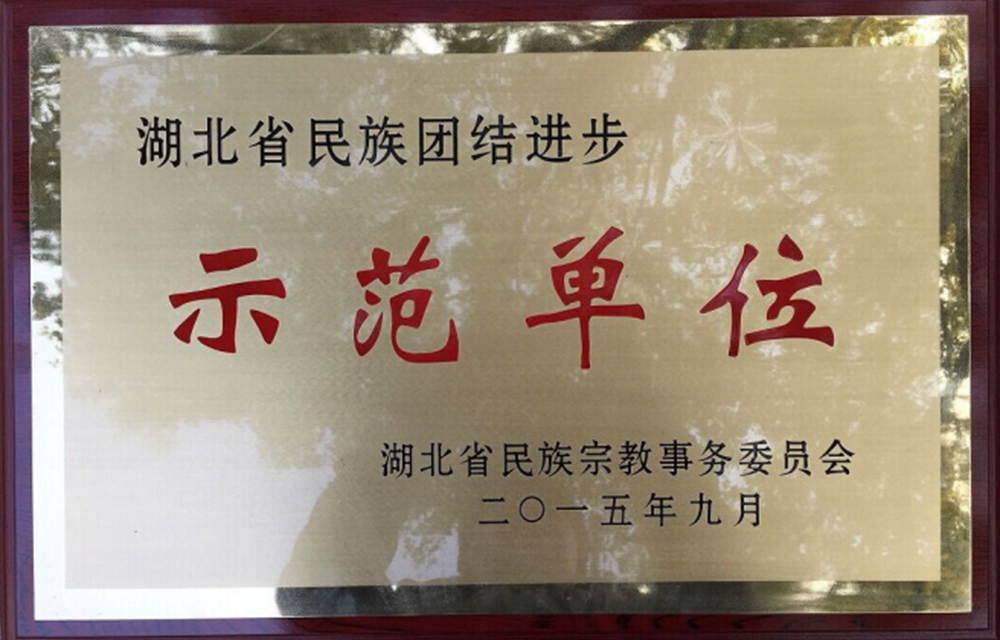 湖北省民族团结进步
示范单位
湖北省民族宗教事务委员会
二〇一五年九月